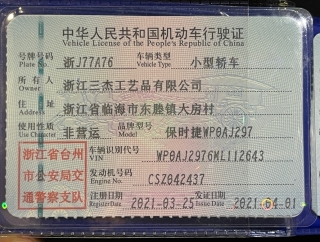 中华人民共和国机动车行驶证
Vehicle License of the People's Republic of China
号牌号码 浙J77A76 车辆类型 小型轿车
Plate No. Vehicle Type
所有人 浙江三杰工艺品有限公司
Owner
住址 浙江省临海市东塍镇大房村
Address
使用性质 非营运 品牌型号 保时捷WP0AJ297
Use Character Model
浙江省台州 车辆识别代号 WP0AJ2976ML112643
VIN
市公安局交 发动机号码 CSZ042437
Engine No.
通警察支队 注册日期 2021-03-25 发证日期 2021-04-01
Register Date Issue Date